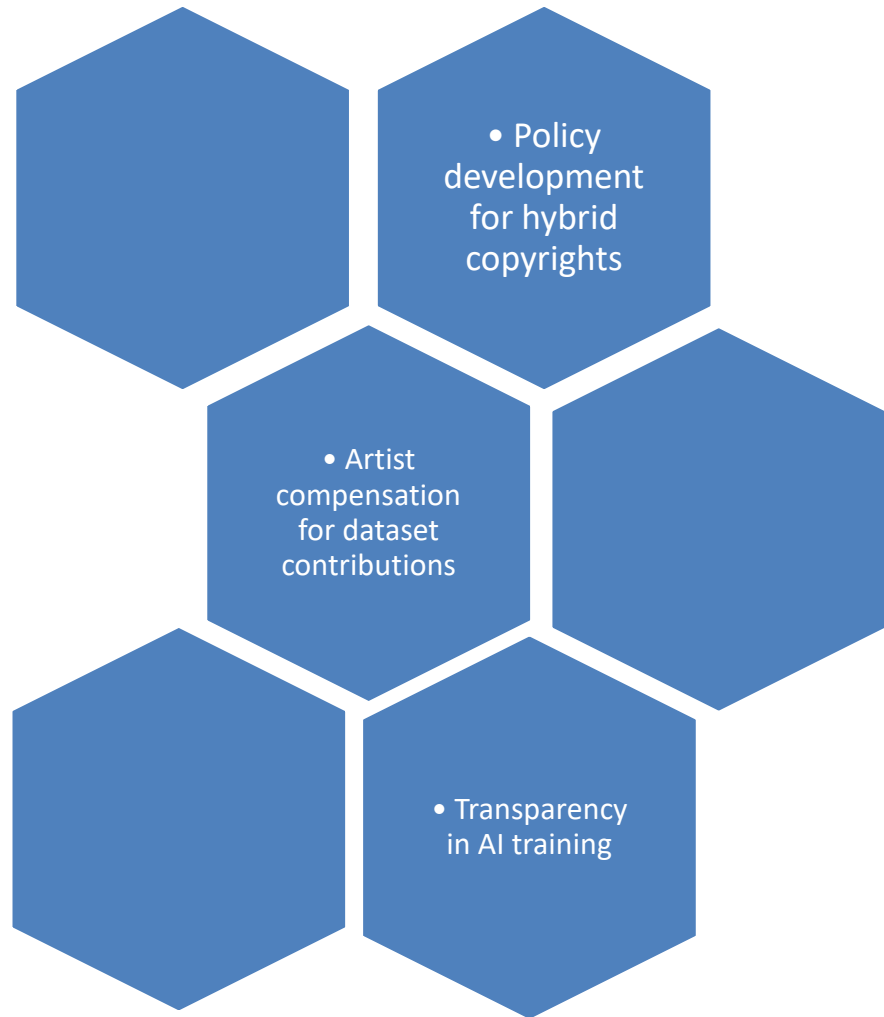 • Policy
development
for hybrid
copyrights
• Artist
compensation
for dataset
contributions
• Transparency
in AI training